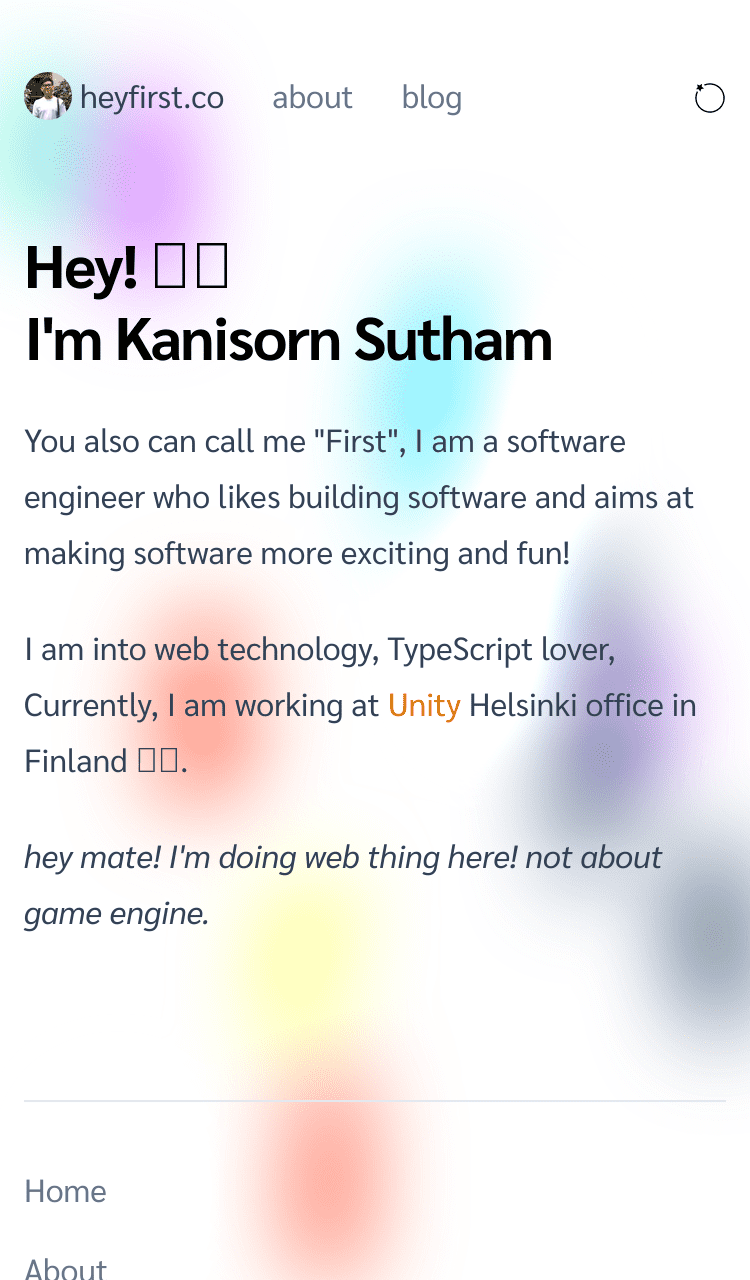 heyfirst.co about blog
Hey! 
I'm Kanisorn Sutham
You also can call me "First", I am a software
engineer who likes building software and aims at
making software more exciting and fun!
I am into web technology, TypeScript lover,
Currently, I am working at Unity Helsinki office in
Finland .
hey mate! I'm doing web thing here! not about
game engine.
Home
About